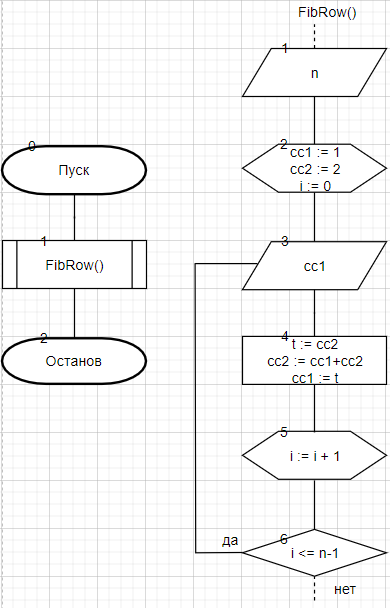 0
Пуск
1
FibRow()
2
Останов
FibRow()
1
n
2
cc1 := 1
cc2 := 2
i := 0
3
cc1
4
t := cc2
cc2 := cc1+cc2
cc1 := t
5
i := i + 1
6
i <= n-1
да
нет